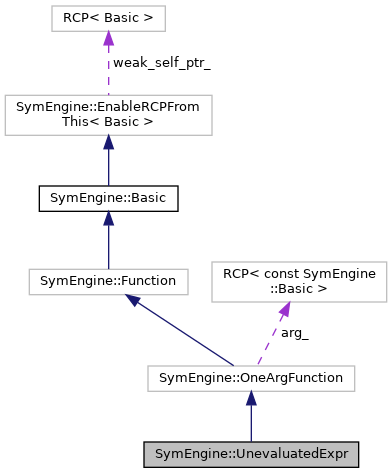 RCP< Basic >
weak_self_ptr_
SymEngine::EnableRCPFrom
This< Basic >
SymEngine::Basic
SymEngine::Function
RCP< const SymEngine
::Basic >
arg_
SymEngine::OneArgFunction
SymEngine::UnevaluatedExpr